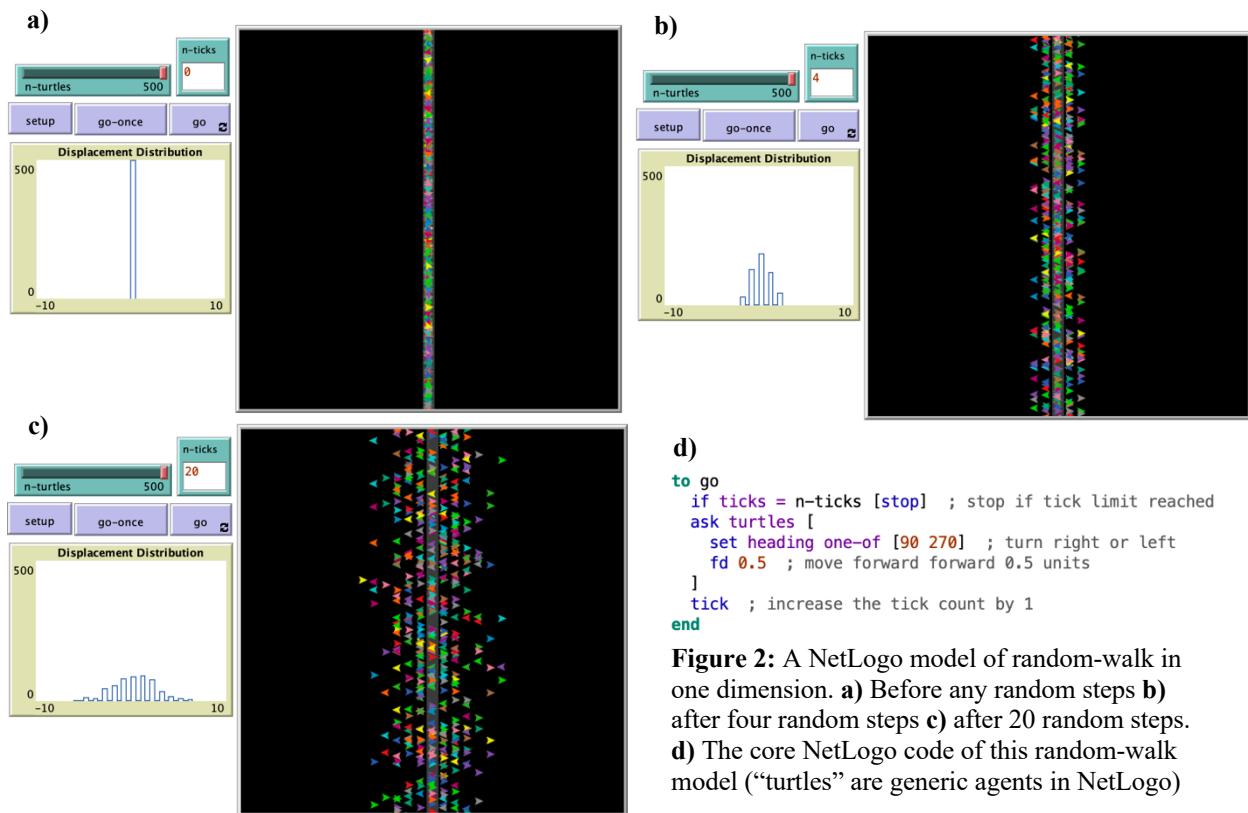 a)
n-ticks
0
n-turtles 500
setup go-once go
Displacement Distribution
500
0
-10 10
b)
n-ticks
4
n-turtles 500
setup go-once go
Displacement Distribution
500
0
-10 10
c)
n-ticks
20
n-turtles 500
setup go-once go
Displacement Distribution
500
0
-10 10
d)
to go
if ticks = n-ticks [stop] ; stop if tick limit reached
ask turtles [
set heading one-of [90 270] ; turn right or left
fd 0.5 ; move forward forward 0.5 units
]
tick ; increase the tick count by 1
end
Figure 2: A NetLogo model of random-walk in
one dimension. a) Before any random steps b)
after four random steps c) after 20 random steps.
d) The core NetLogo code of this random-walk
model (“turtles” are generic agents in NetLogo)